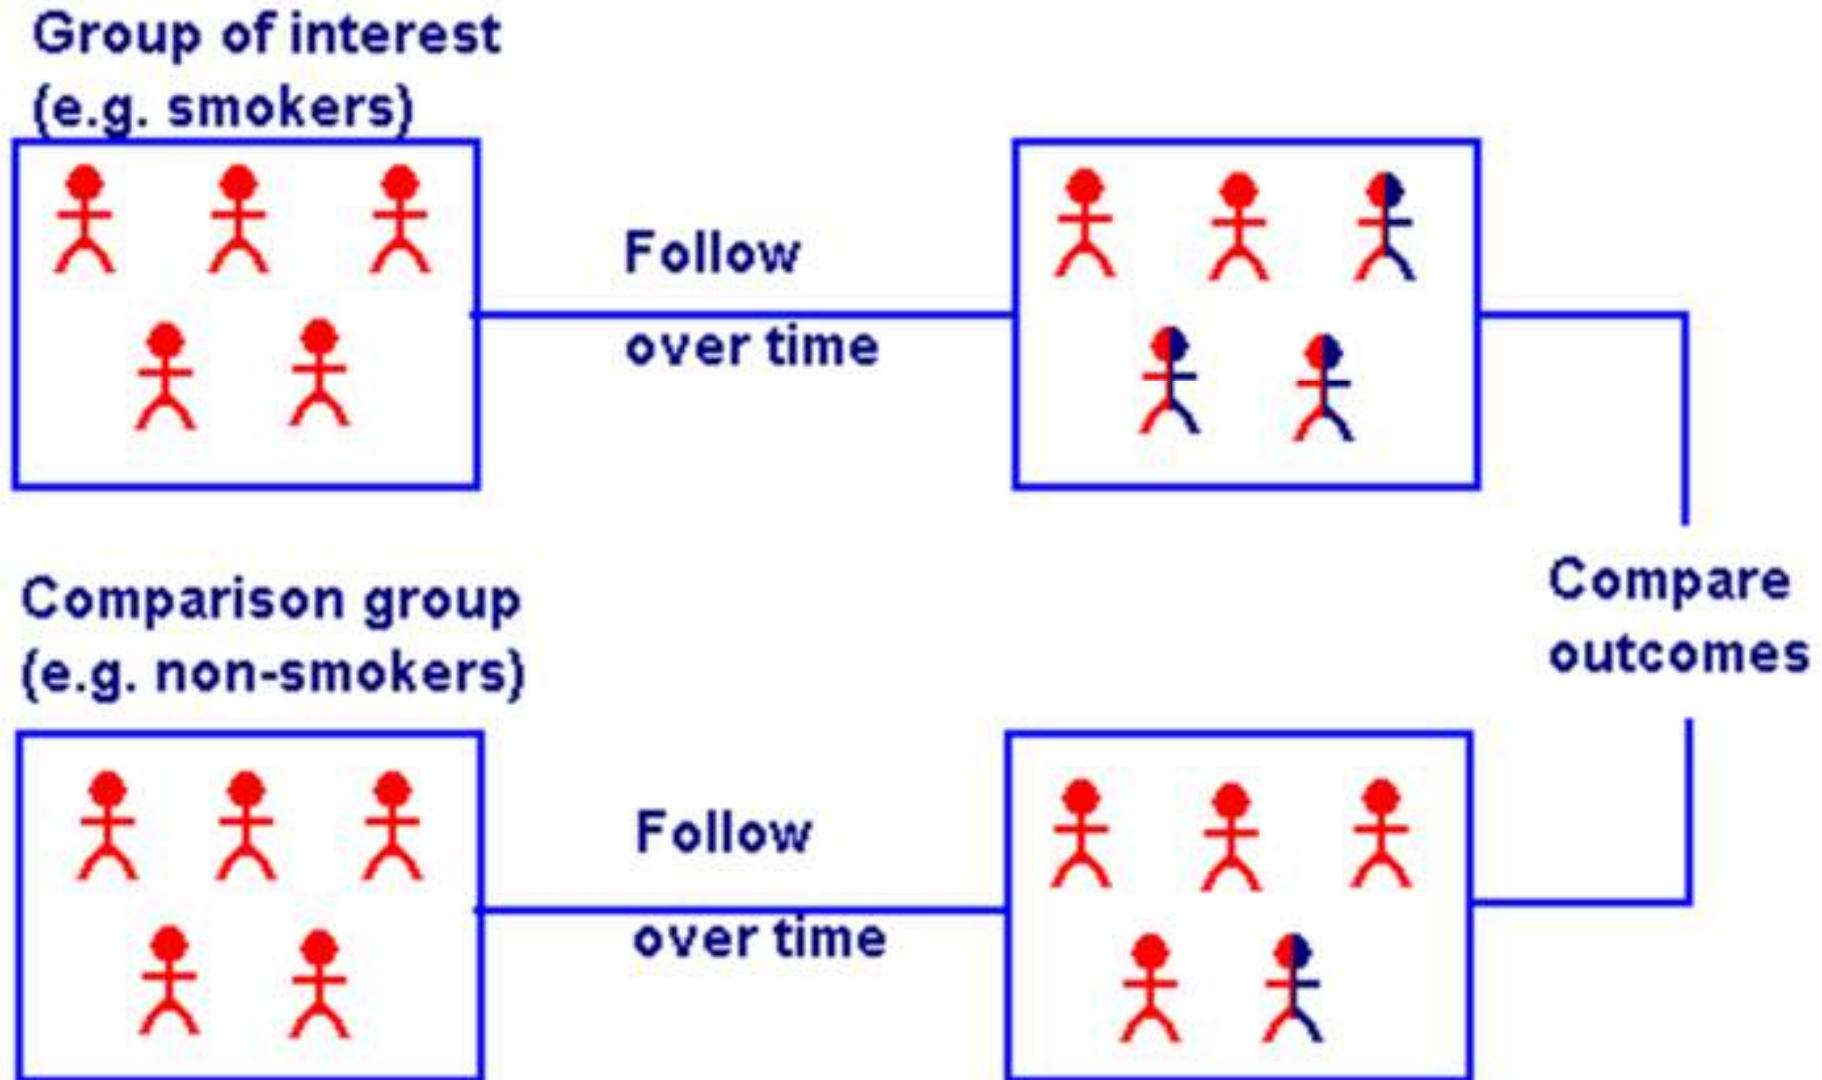 Group of interest
(e.g. smokers)
Follow
over time
Compare
outcomes
Comparison group
(e.g. non-smokers)
Follow
over time